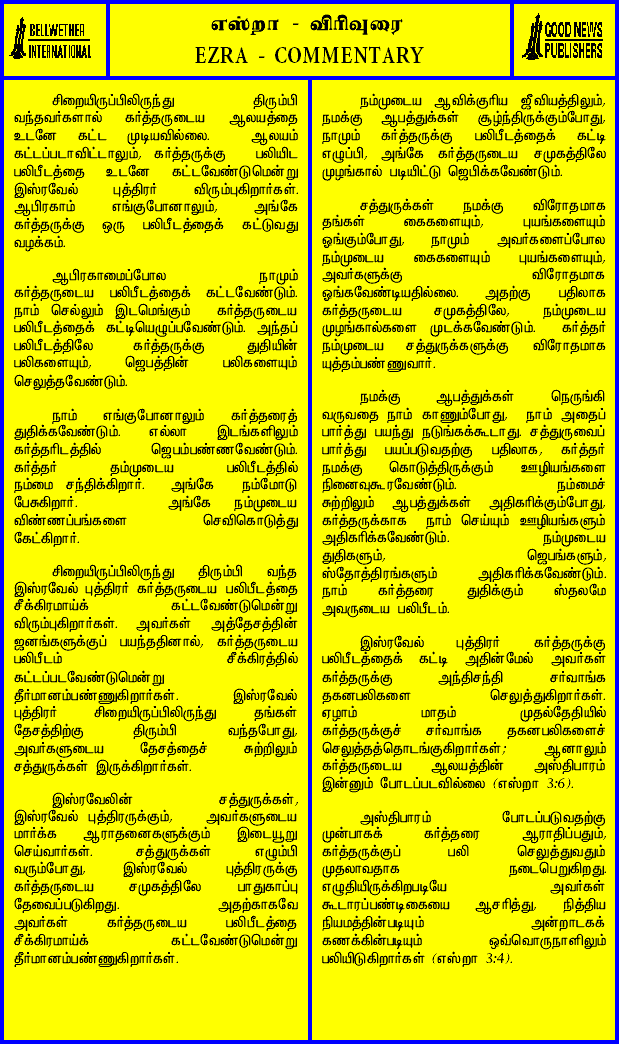 BELLWETHER
INTERNATIONAL
எஸ்றா - விரிவுரை
EZRA - COMMENTARY
GOOD NEWS
PUBLISHERS
சிறையிருப்பிலிருந்து திரும்பி
வந்தவர்களால் கர்த்தருடைய ஆலயத்தை
உடனே கட்ட முடியவில்லை. ஆலயம்
கட்டப்படாவிட்டாலும், கர்த்தருக்கு பலியிட
பலிபீடத்தை உடனே கட்டவேண்டுமென்று
இஸ்ரவேல் புத்திரர் விரும்புகிறார்கள்.
ஆபிரகாம் எங்குபோனாலும், அங்கே
கர்த்தருக்கு ஒரு பலிபீடத்தைக் கட்டுவது
வழக்கம்.
ஆபிரகாமைப்போல நாமும்
கர்த்தருடைய பலிபீடத்தைக் கட்டவேண்டும்.
நாம் செல்லும் இடமெங்கும் கர்த்தருடைய
பலிபீடத்தைக் கட்டியெழுப்பவேண்டும். அந்தப்
பலிபீடத்திலே கர்த்தருக்கு துதியின்
பலிகளையும், ஜெபத்தின் பலிகளையும்
செலுத்தவேண்டும்.
நாம் எங்குபோனாலும் கர்த்தரைத்
துதிக்கவேண்டும். எல்லா இடங்களிலும்
கர்த்தரிடத்தில் ஜெபம்பண்ணவேண்டும்.
கர்த்தர் தம்முடைய பலிபீடத்தில்
நம்மை சந்திக்கிறார். அங்கே நம்மோடு
பேசுகிறார். அங்கே நம்முடைய
விண்ணப்பங்களை செவிகொடுத்து
கேட்கிறார்.
சிறையிருப்பிலிருந்து திரும்பி வந்த
இஸ்ரவேல் புத்திரர் கர்த்தருடைய பலிபீடத்தை
சீக்கிரமாய்க் கட்டவேண்டுமென்று
விரும்புகிறார்கள். அவர்கள் அத்தேசத்தின்
ஜனங்களுக்குப் பயந்ததினால், கர்த்தருடைய
பலிபீடம் சீக்கிரத்தில்
கட்டப்படவேண்டுமென்று
தீர்மானம்பண்ணுகிறார்கள். இஸ்ரவேல்
புத்திரர் சிறையிருப்பிலிருந்து தங்கள்
தேசத்திற்கு திரும்பி வந்தபோது,
அவர்களுடைய தேசத்தைச் சுற்றிலும்
சத்துருக்கள் இருக்கிறார்கள்.
இஸ்ரவேலின் சத்துருக்கள்,
இஸ்ரவேல் புத்திரருக்கும், அவர்களுடைய
மார்க்க ஆராதனைகளுக்கும் இடையூறு
செய்வார்கள். சத்துருக்கள் எழும்பி
வரும்போது, இஸ்ரவேல் புத்திரருக்கு
கர்த்தருடைய சமுகத்திலே பாதுகாப்பு
தேவைப்படுகிறது. அதற்காகவே
அவர்கள் கர்த்தருடைய பலிபீடத்தை
சீக்கிரமாய்க் கட்டவேண்டுமென்று
தீர்மானம்பண்ணுகிறார்கள்.
நம்முடைய ஆவிக்குரிய ஜீவியத்திலும்,
நமக்கு ஆபத்துக்கள் சூழ்ந்திருக்கும்போது,
நாமும் கர்த்தருக்கு பலிபீடத்தைக் கட்டி
எழுப்பி, அங்கே கர்த்தருடைய சமுகத்திலே
முழங்கால் படியிட்டு ஜெபிக்கவேண்டும்.
சத்துருக்கள் நமக்கு விரோதமாக
தங்கள் கைகளையும், புயங்களையும்
ஓங்கும்போது, நாமும் அவர்களைப்போல
நம்முடைய கைகளையும் புயங்களையும்,
அவர்களுக்கு விரோதமாக
ஓங்கவேண்டியதில்லை. அதற்கு பதிலாக
கர்த்தருடைய சமுகத்திலே, நம்முடைய
முழங்கால்களை முடக்கவேண்டும். கர்த்தர்
நம்முடைய சத்துருக்களுக்கு விரோதமாக
யுத்தம்பண்ணுவார்.
நமக்கு ஆபத்துக்கள் நெருங்கி
வருவதை நாம் காணும்போது, நாம் அதைப்
பார்த்து பயந்து நடுங்கக்கூடாது. சத்துருவைப்
பார்த்து பயப்படுவதற்கு பதிலாக, கர்த்தர்
நமக்கு கொடுத்திருக்கும் ஊழியங்களை
நினைவுகூரவேண்டும். நம்மைச்
சுற்றிலும் ஆபத்துக்கள் அதிகரிக்கும்போது,
கர்த்தருக்காக நாம் செய்யும் ஊழியங்களும்
அதிகரிக்கவேண்டும். நம்முடைய
துதிகளும், ஜெபங்களும்,
ஸ்தோத்திரங்களும் அதிகரிக்கவேண்டும்.
நாம் கர்த்தரை துதிக்கும் ஸ்தலமே
அவருடைய பலிபீடம்.
இஸ்ரவேல் புத்திரர் கர்த்தருக்கு
பலிபீடத்தைக் கட்டி அதின்மேல் அவர்கள்
கர்த்தருக்கு அந்திசந்தி சர்வாங்க
தகனபலிகளை செலுத்துகிறார்கள்.
ஏழாம் மாதம் முதல்தேதியில்
கர்த்தருக்குச் சர்வாங்க தகனபலிகளைச்
செலுத்தத்தொடங்குகிறார்கள்; ஆனாலும்
கர்த்தருடைய ஆலயத்தின் அஸ்திபாரம்
இன்னும் போடப்படவில்லை (எஸ்றா 3:6).
அஸ்திபாரம் போடப்படுவதற்கு
முன்பாகக் கர்த்தரை ஆராதிப்பதும்,
கர்த்தருக்குப் பலி செலுத்துவதும்
முதலாவதாக நடைபெறுகிறது.
எழுதியிருக்கிறபடியே அவர்கள்
கூடாரப்பண்டிகையை ஆசரித்து, நித்திய
நியமத்தின்படியும் அன்றாடகக்
கணக்கின்படியும் ஒவ்வொருநாளிலும்
பலியிடுகிறார்கள் (எஸ்றா 3:4).